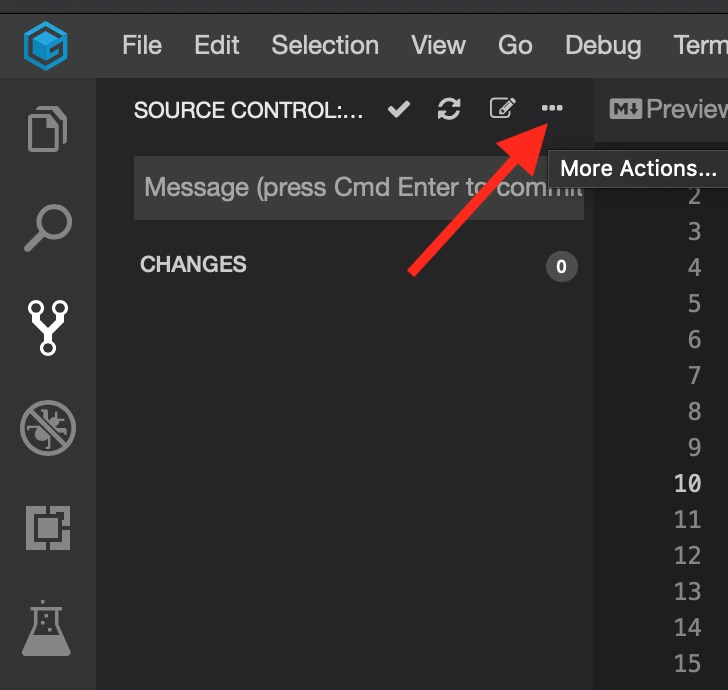 File Edit Selection View Go Debug Term
SOURCE CONTROL:...
M↓ Preview
More Actions...
Message (press Cmd Enter to commit
CHANGES 0
2
3
4
5
6
7
8
9
10
11
12
13
14
15